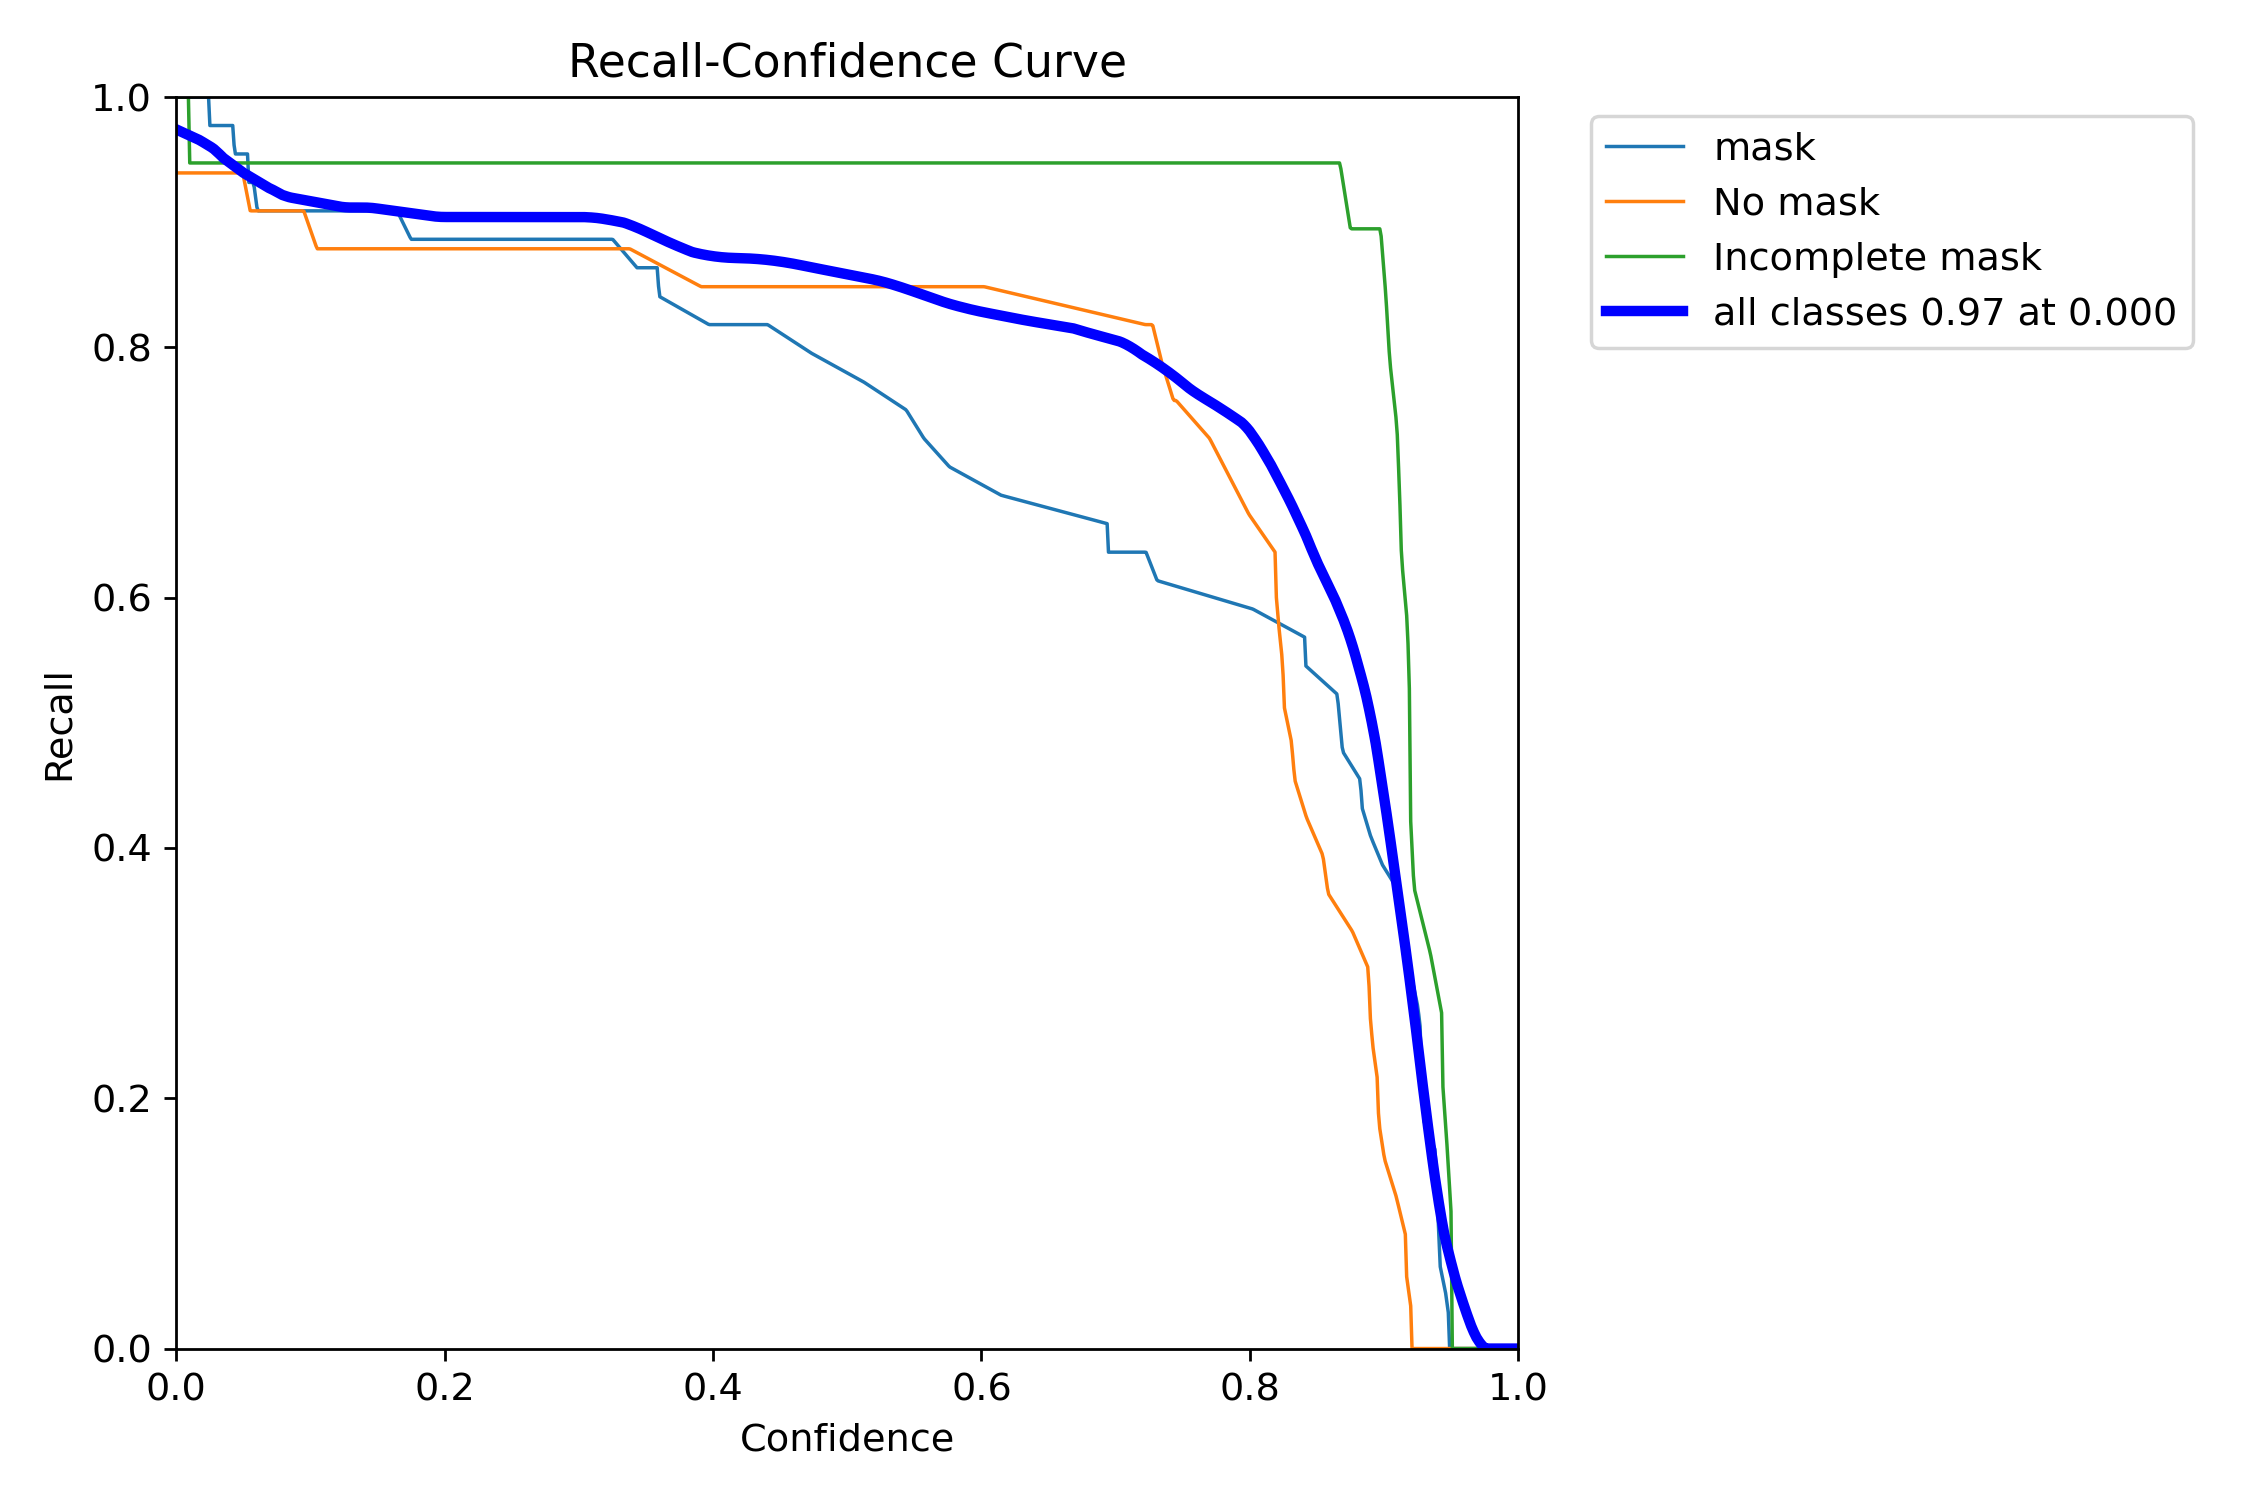 Recall-Confidence Curve
1.0
0.8
0.6
0.4
0.2
0.0
Recall
0.0 0.2 0.4 0.6 0.8 1.0
Confidence
mask
No mask
Incomplete mask
all classes 0.97 at 0.000